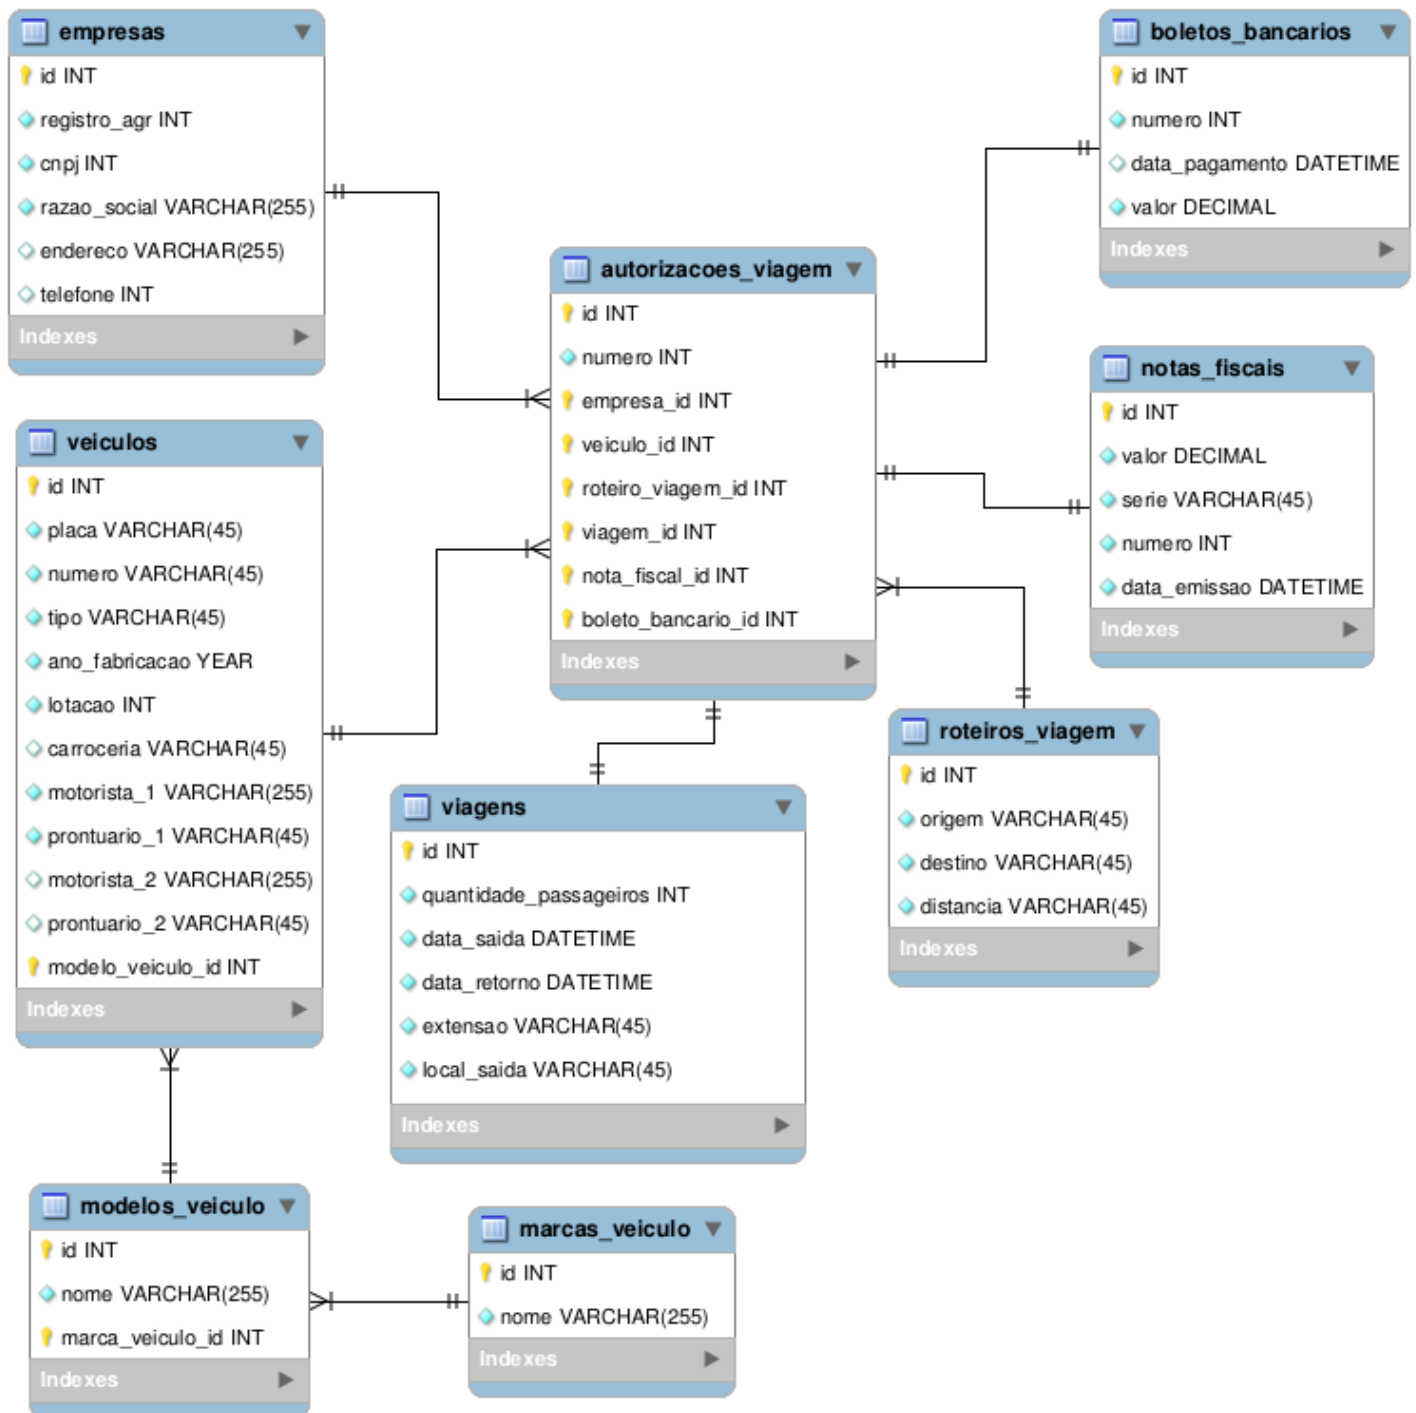 empresas
id INT
registro_agr INT
cnpj INT
razao_social VARCHAR(255)
endereco VARCHAR(255)
telefone INT
Indexes
boletos_bancarios
id INT
numero INT
data_pagamento DATETIME
valor DECIMAL
Indexes
autorizacoes_viagem
id INT
numero INT
empresa_id INT
veiculo_id INT
roteiro_viagem_id INT
viagem_id INT
nota_fiscal_id INT
boleto_bancario_id INT
Indexes
notas_fiscais
id INT
valor DECIMAL
serie VARCHAR(45)
numero INT
data_emissao DATETIME
Indexes
veiculos
id INT
placa VARCHAR(45)
numero VARCHAR(45)
tipo VARCHAR(45)
ano_fabricacao YEAR
lotacao INT
carroceria VARCHAR(45)
motorista_1 VARCHAR(255)
prontuario_1 VARCHAR(45)
motorista_2 VARCHAR(255)
prontuario_2 VARCHAR(45)
modelo_veiculo_id INT
Indexes
roteiros_viagem
id INT
origem VARCHAR(45)
destino VARCHAR(45)
distancia VARCHAR(45)
Indexes
viagens
id INT
quantidade_passageiros INT
data_saida DATETIME
data_retorno DATETIME
extensao VARCHAR(45)
local_saida VARCHAR(45)
Indexes
modelos_veiculo
id INT
nome VARCHAR(255)
marca_veiculo_id INT
Indexes
marcas_veiculo
id INT
nome VARCHAR(255)
Indexes